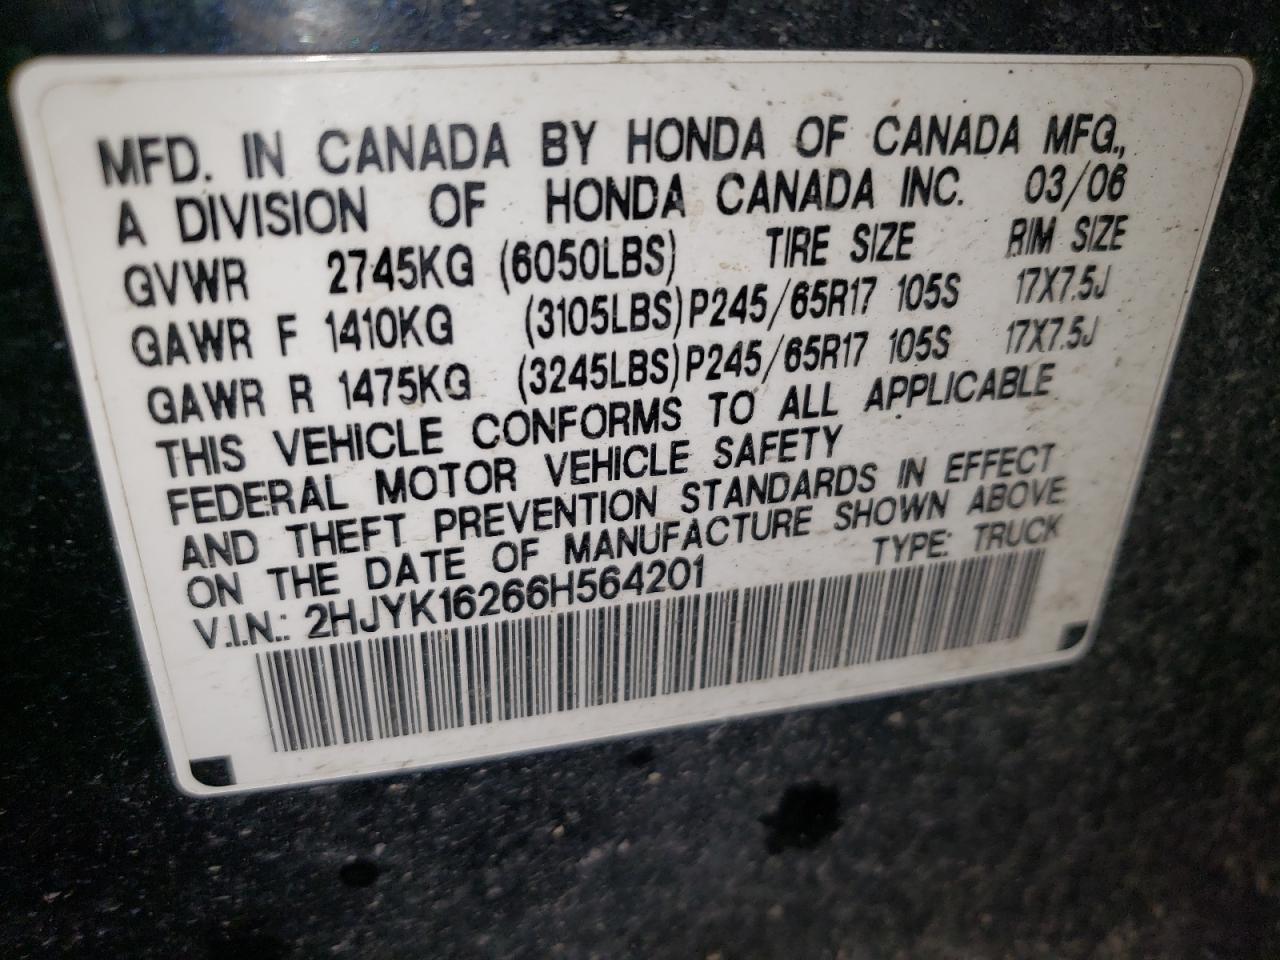 MFD. IN CANADA BY HONDA OF CANADA MFG.,
A DIVISION OF HONDA CANADA INC. 03/06
GVWR 2745KG (6050LBS) TIRE SIZE RIM SIZE
GAWR F 1410KG (3105LBS) P245/65R17 105S 17X7.5J
GAWR R 1475KG (3245LBS) P245/65R17 105S 17X7.5J
THIS VEHICLE CONFORMS TO ALL APPLICABLE
FEDERAL MOTOR VEHICLE SAFETY
AND THEFT PREVENTION STANDARDS IN EFFECT
ON THE DATE OF MANUFACTURE SHOWN ABOVE
V.I.N.: 2HJYK16266H564201 TYPE: TRUCK